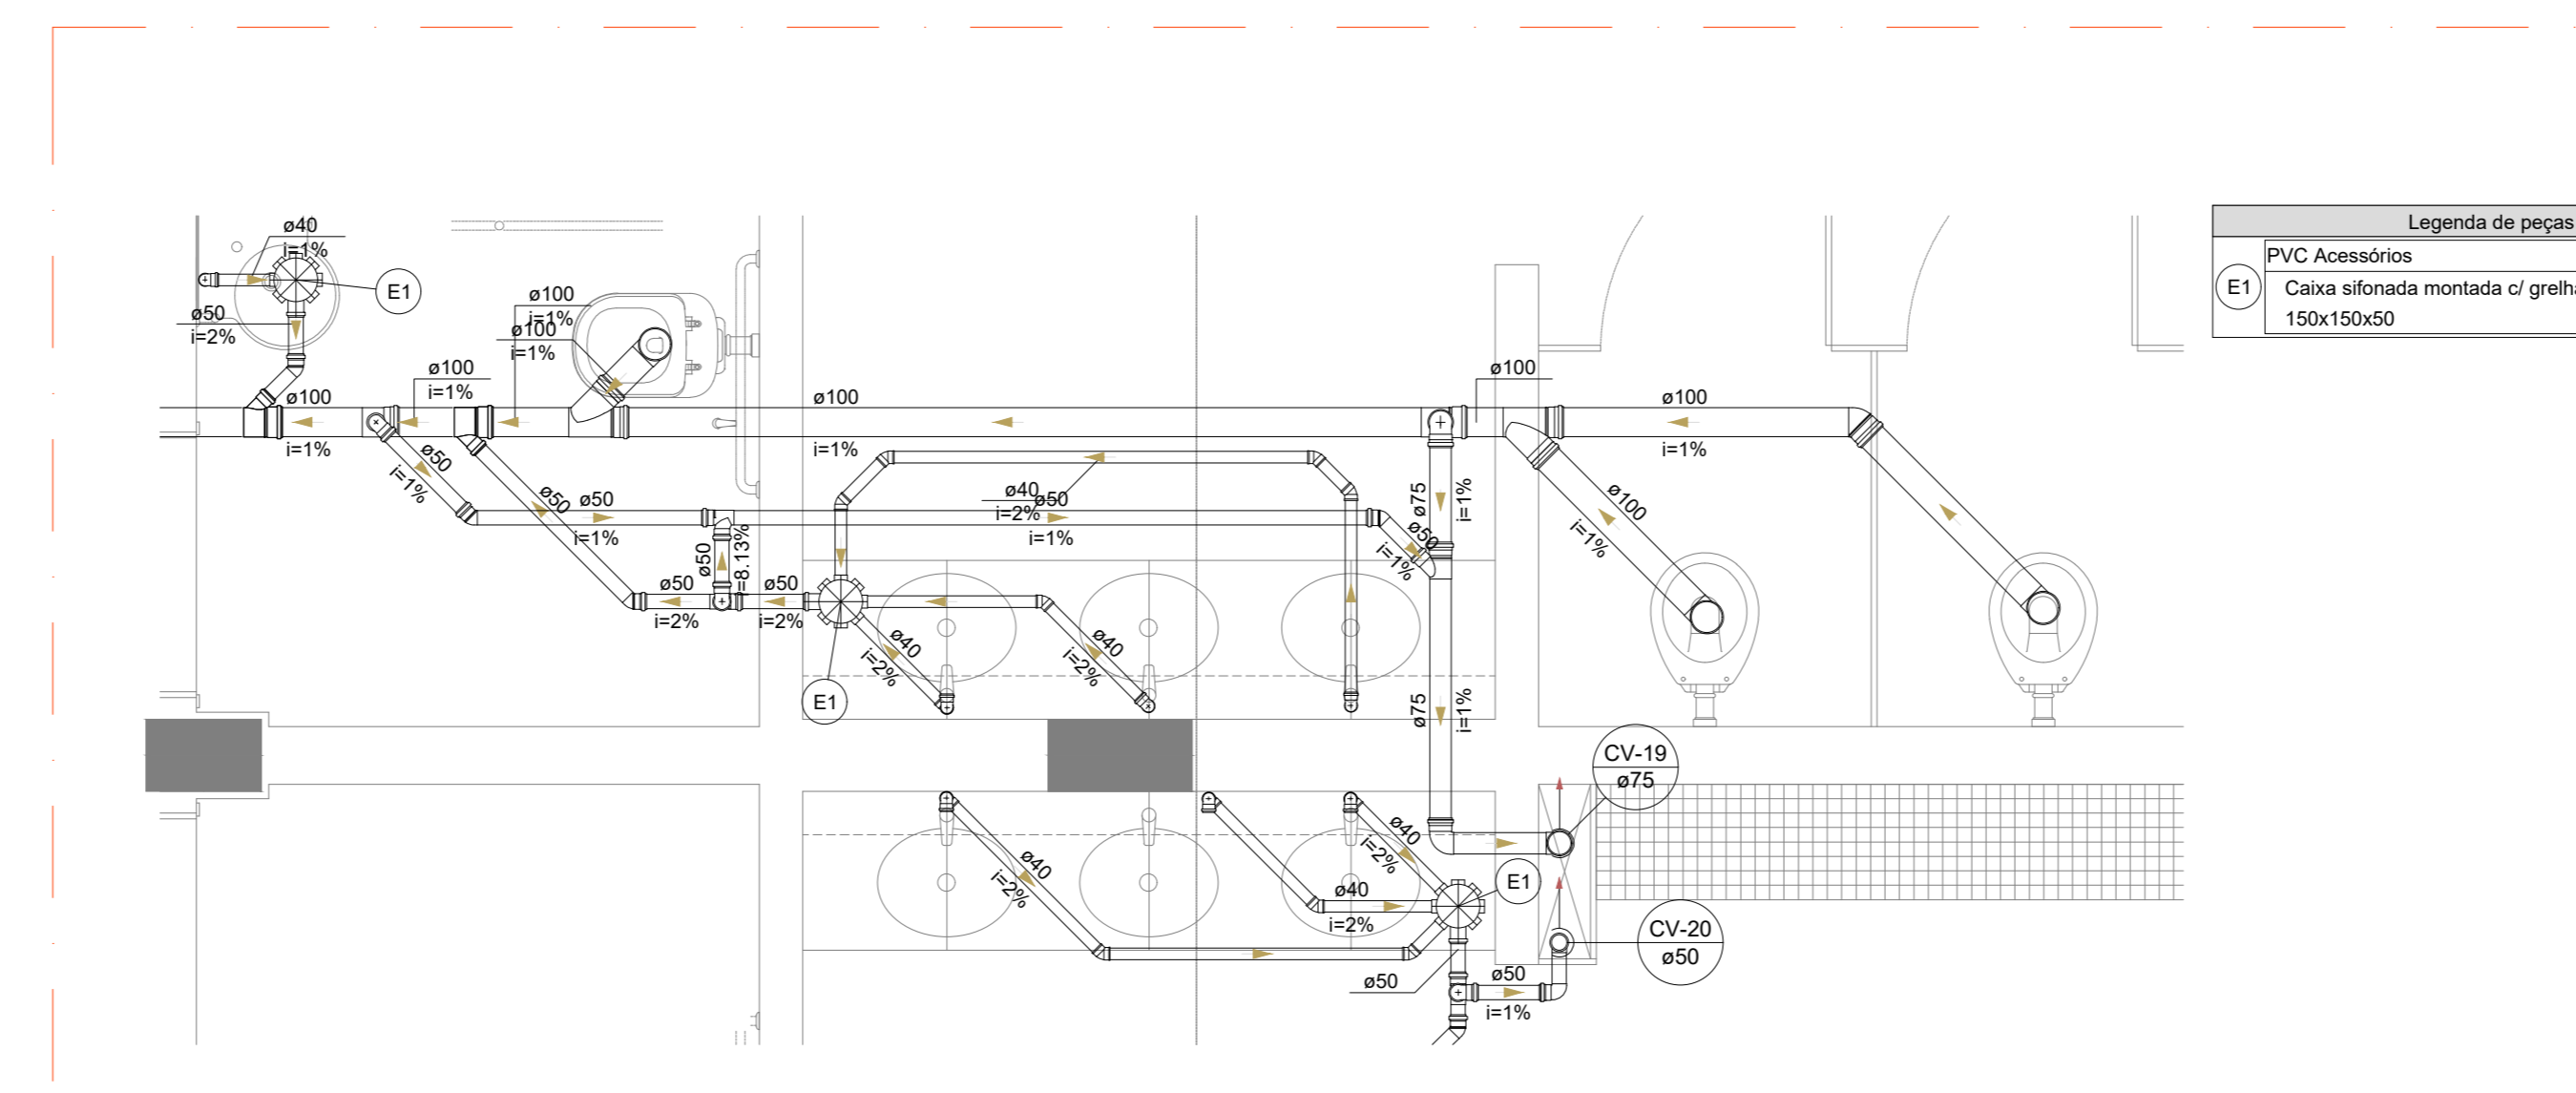 Legenda de peças
PVC Acessórios
E1
Caixa sifonada montada c/ grelha
150x150x50
ø40
i=1%
E1
ø50
i=2%
ø100
i=1%
ø100
i=1%
ø100
i=1%
ø100
i=1%
ø100
i=1%
ø100
ø100
i=1%
ø50
i=1%
ø50
ø50
i=1%
ø40
i=2%
ø50
i=1%
ø50
i=1%
ø75
i=1%
ø100
i=1%
ø50
i=8.13%
ø50
i=2%
ø50
i=2%
ø40
i=2%
ø40
i=2%
E1
ø75
i=1%
CV-19
ø75
ø40
i=2%
ø40
i=2%
ø40
i=2%
E1
CV-20
ø50
ø50
ø50
i=1%